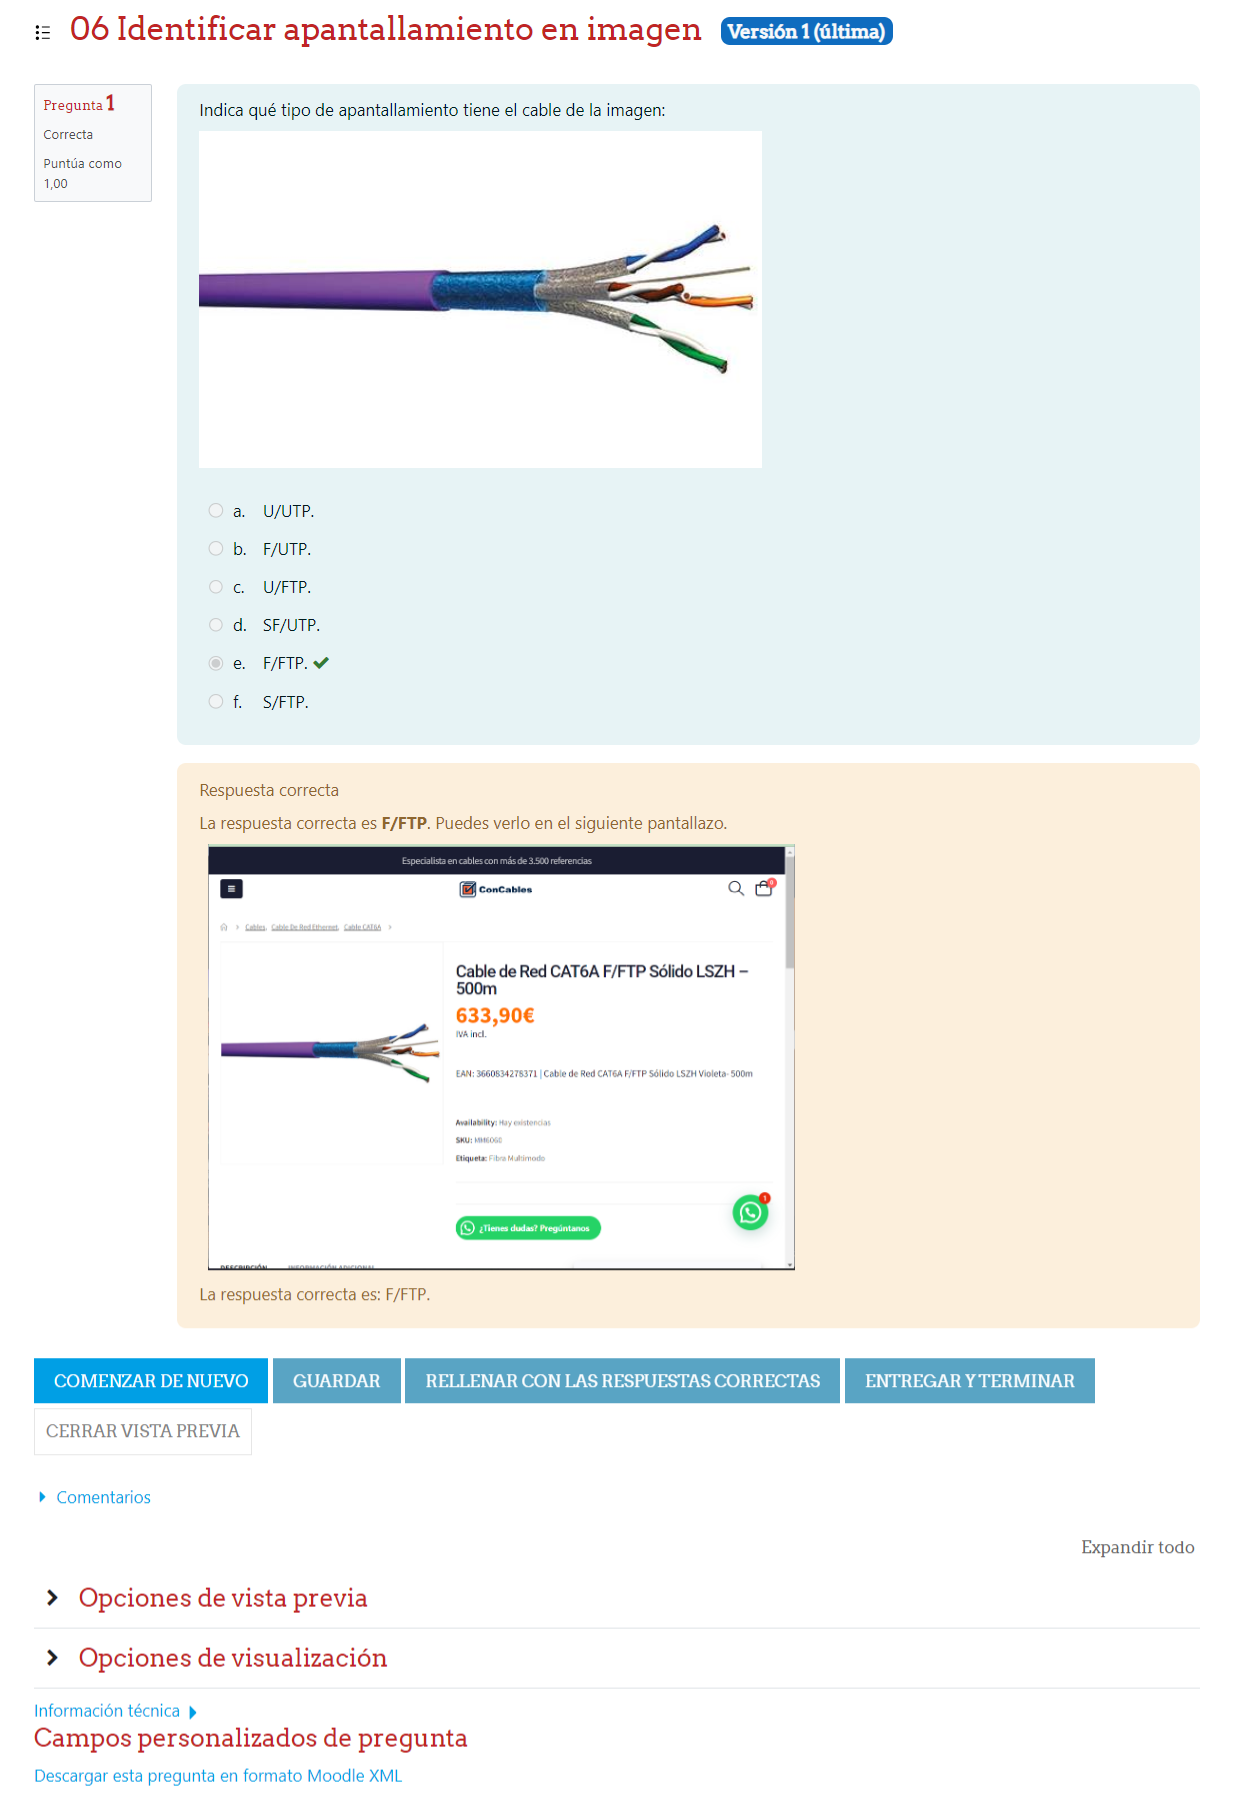 06 Identificar apantallamiento en imagen Versión 1 (última)
Pregunta 1
Correcta
Puntúa como
1,00
Indica qué tipo de apantallamiento tiene el cable de la imagen:
a. U/UTP.
b. F/UTP.
c. U/FTP.
d. SF/UTP.
e. F/FTP.
f. S/FTP.
Respuesta correcta
La respuesta correcta es F/FTP. Puedes verlo en el siguiente pantallazo.
Especialista en cables con más de 3.500 referencias
ConCables
Cables, Cable De Red Ethernet, Cable CAT6A
Cable de Red CAT6A F/FTP Sólido LSZH –
500m
633,90€
IVA incl.
EAN: 3660834278371 | Cable de Red CAT6A F/FTP Sólido LSZH Violeta- 500m
Availability: Hay existencias
SKU: MM6068
Etiqueta: Fibra Multimodo
1
¿Tienes dudas? Pregúntanos
DESCRIPCIÓN INFORMACIÓN ADICIONAL
La respuesta correcta es: F/FTP.
COMENZAR DE NUEVO GUARDAR RELLENAR CON LAS RESPUESTAS CORRECTAS ENTREGAR Y TERMINAR
CERRAR VISTA PREVIA
Comentarios
Expandir todo
Opciones de vista previa
Opciones de visualización
Información técnica
Campos personalizados de pregunta
Descargar esta pregunta en formato Moodle XML